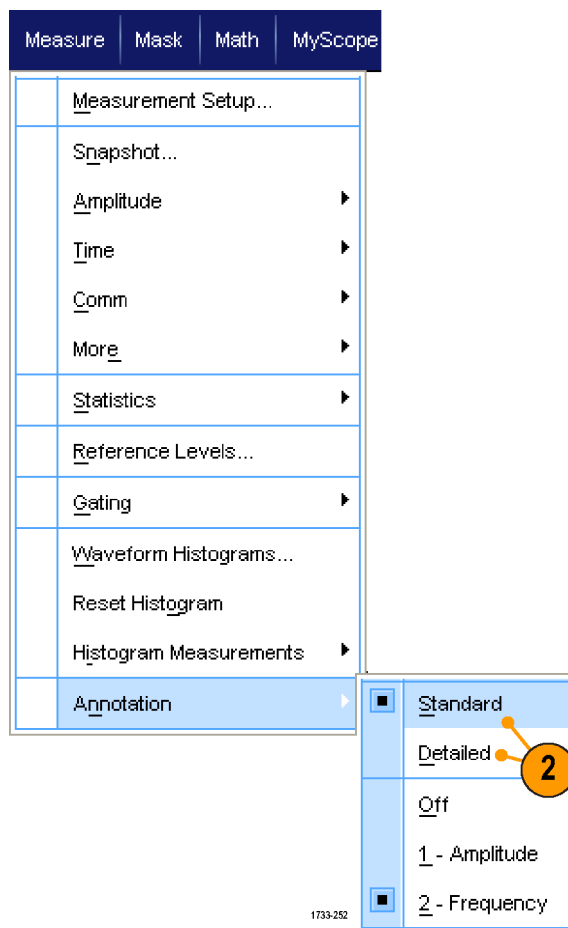 Measure Mask Math MyScope
Measurement Setup...
Snapshot...
Amplitude
Time
Comm
More
Statistics
Reference Levels...
Gating
Waveform Histograms...
Reset Histogram
Histogram Measurements
Annotation
Standard
Detailed
2
Off
1 - Amplitude
2 - Frequency
1733-252